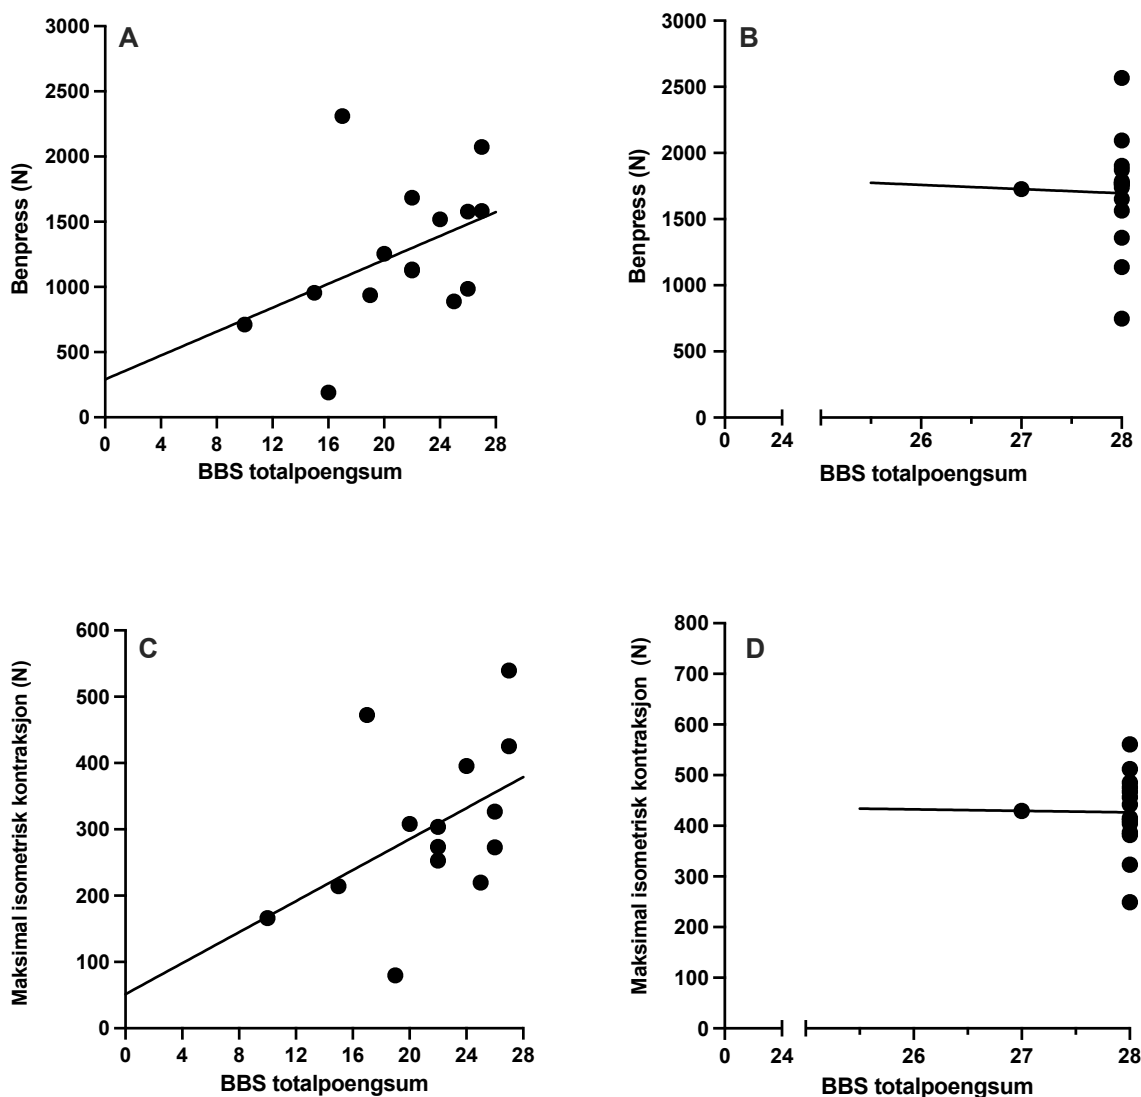 A
Benpress (N)
3000
2500
2000
1500
1000
500
0
0 4 8 12 16 20 24 28
BBS totalpoengsum
B
Benpress (N)
3000
2500
2000
1500
1000
500
0
0 24 26 27 28
BBS totalpoengsum
C
Maksimal isometrisk kontraksjon (N)
600
500
400
300
200
100
0
0 4 8 12 16 20 24 28
BBS totalpoengsum
D
Maksimal isometrisk kontraksjon (N)
800
700
600
500
400
300
200
100
0
0 24 26 27 28
BBS totalpoengsum